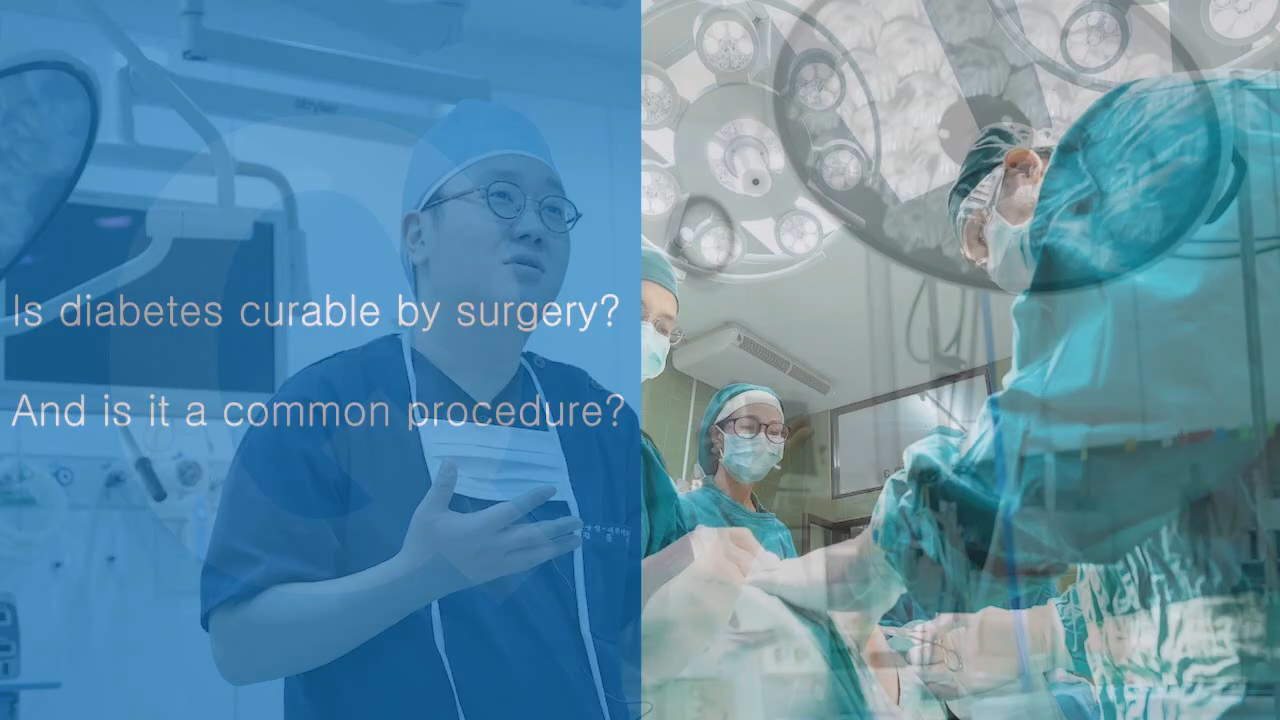 Is diabetes curable by surgery?
And is it a common procedure?